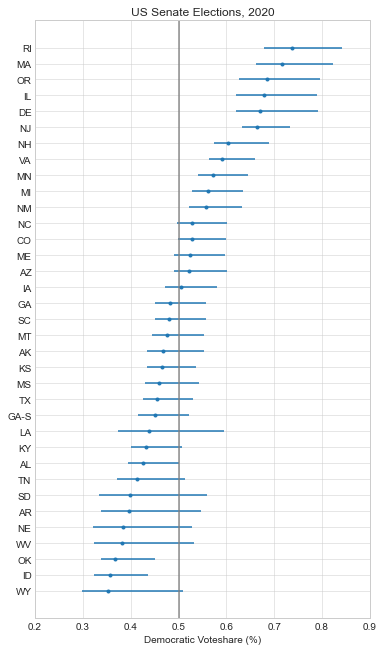 US Senate Elections, 2020
RI
MA
OR
IL
DE
NJ
NH
VA
MN
MI
NM
NC
CO
ME
AZ
IA
GA
SC
MT
AK
KS
MS
TX
GA-S
LA
KY
AL
TN
SD
AR
NE
WV
OK
ID
WY
0.2 0.3 0.4 0.5 0.6 0.7 0.8 0.9
Democratic Voteshare (%)